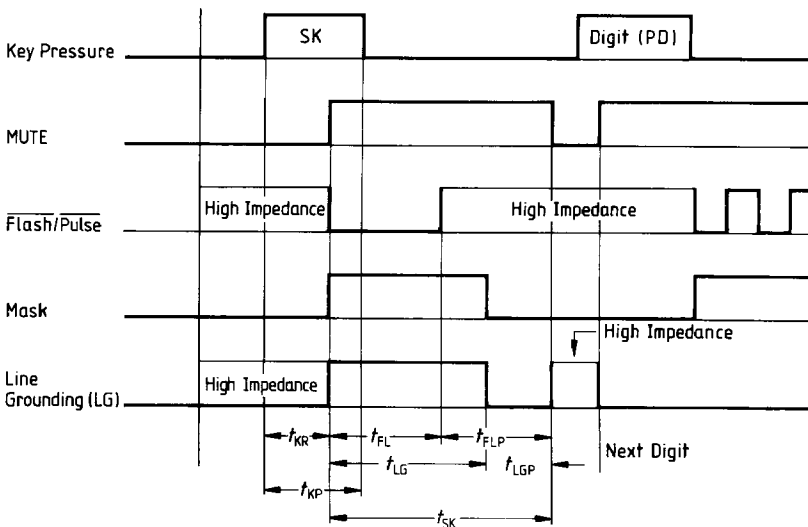 SK
Digit (PD)
Key Pressure
MUTE
High Impedance
High Impedance
Flash/Pulse
Mask
High Impedance
High Impedance
Line
Grounding (LG)
tKR
tFL
tFLP
Next Digit
tLG
tLGP
tKP
tSK